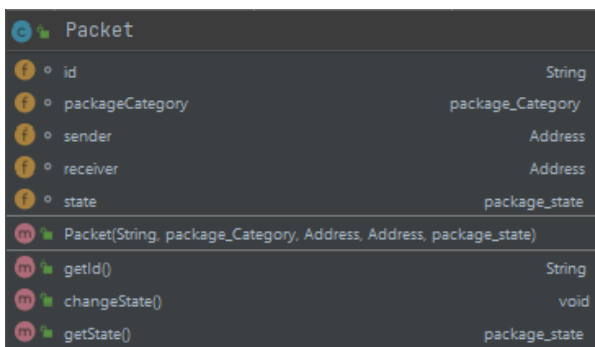 Packet
id String
packageCategory package_Category
sender Address
receiver Address
state package_state
Packet(String, package_Category, Address, Address, package_state)
getId() String
changeState() void
getState() package_state